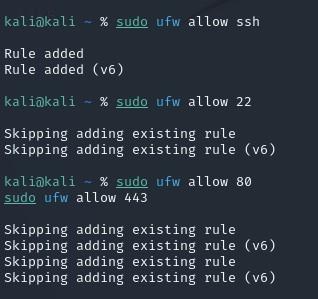 kali@kali ~ % sudo ufw allow ssh
Rule added
Rule added (v6)
kali@kali ~ % sudo ufw allow 22
Skipping adding existing rule
Skipping adding existing rule (v6)
kali@kali ~ % sudo ufw allow 80
sudo ufw allow 443
Skipping adding existing rule
Skipping adding existing rule (v6)
Skipping adding existing rule
Skipping adding existing rule (v6)